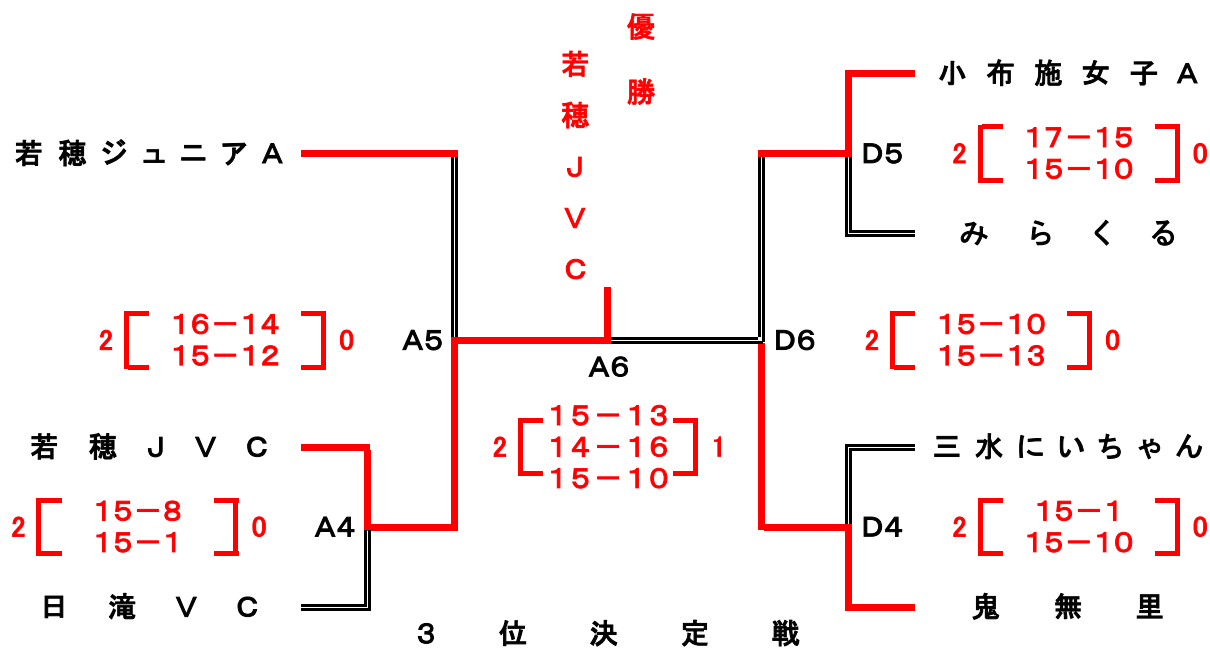 優勝
若穂JVC
小布施女子A
若穂ジュニアA
D5
2 17－15 0
15－10
みらくる
2 16－14 0
15－12
A5
A6
D6
2 15－10 0
15－13
2 15－13 1
14－16
15－10
若穂JVC
三水にいちゃん
2 15－8 0
15－1
A4
D4
2 15－1 0
15－10
日滝VC
鬼無里
3位決定戦